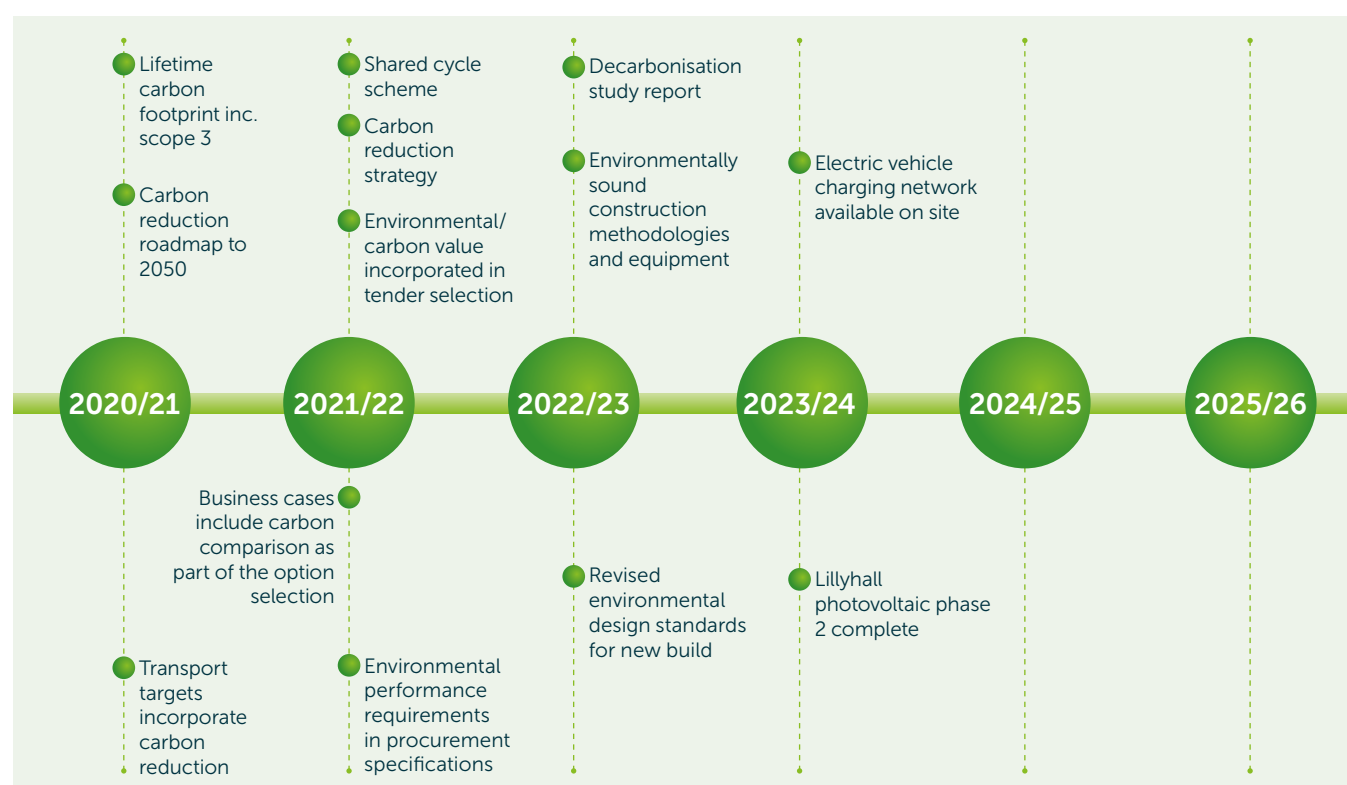 Lifetime
carbon
footprint inc.
scope 3
Carbon
reduction
roadmap to
2050
Shared cycle
scheme
Carbon
reduction
strategy
Environmental/
carbon value
incorporated in
tender selection
Decarbonisation
study report
Environmentally
sound
construction
methodologies
and equipment
Electric vehicle
charging network
available on site
2020/21
2021/22
2022/23
2023/24
2024/25
2025/26
Business cases
include carbon
comparison as
part of the option
selection
Transport
targets
incorporate
carbon
reduction
Environmental
performance
requirements
in procurement
specifications
Revised
environmental
design standards
for new build
Lillyhall
photovoltaic phase
2 complete